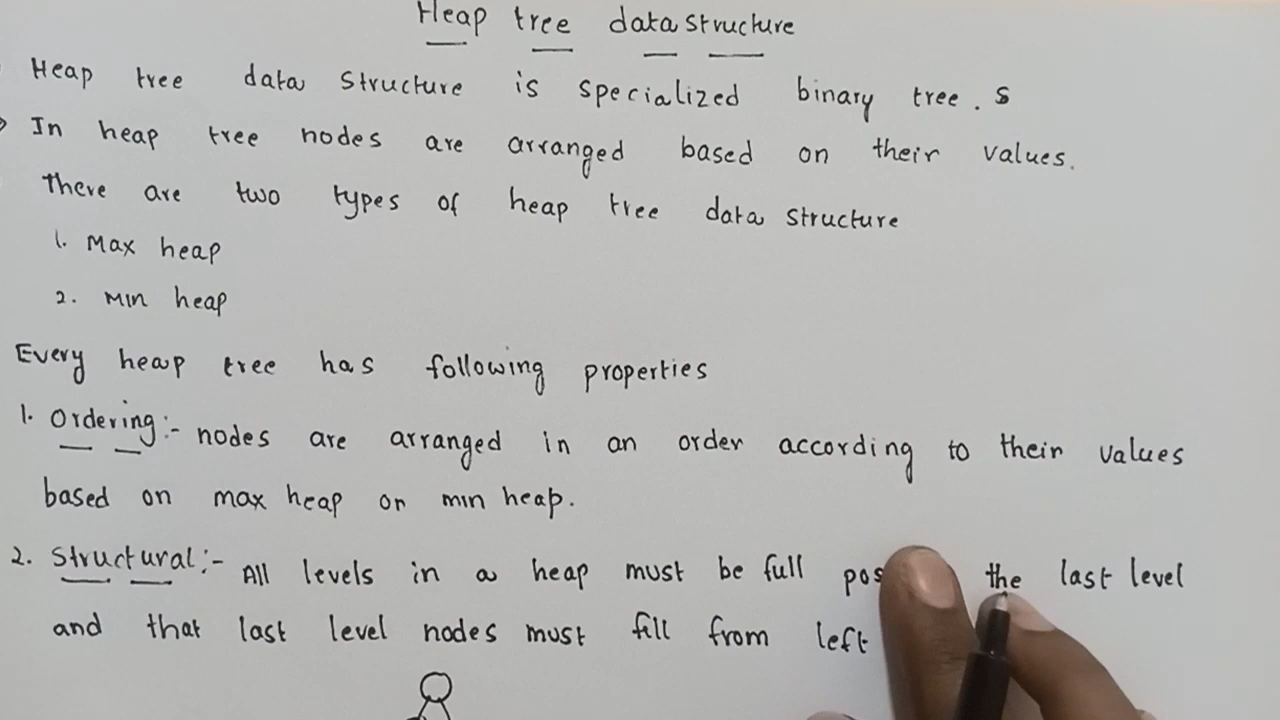 Heap tree data structure
Heap tree data structure is specialized binary tree. s
In heap tree nodes are arranged based on their values.
There are two types of heap tree data structure
1. Max heap
2. Min heap
Every heap tree has following properties
1. Ordering:- nodes are arranged in an order according to their values
based on max heap or min heap.
2. Structural:- All levels in a heap must be full the last level
and that last level nodes must fill from left